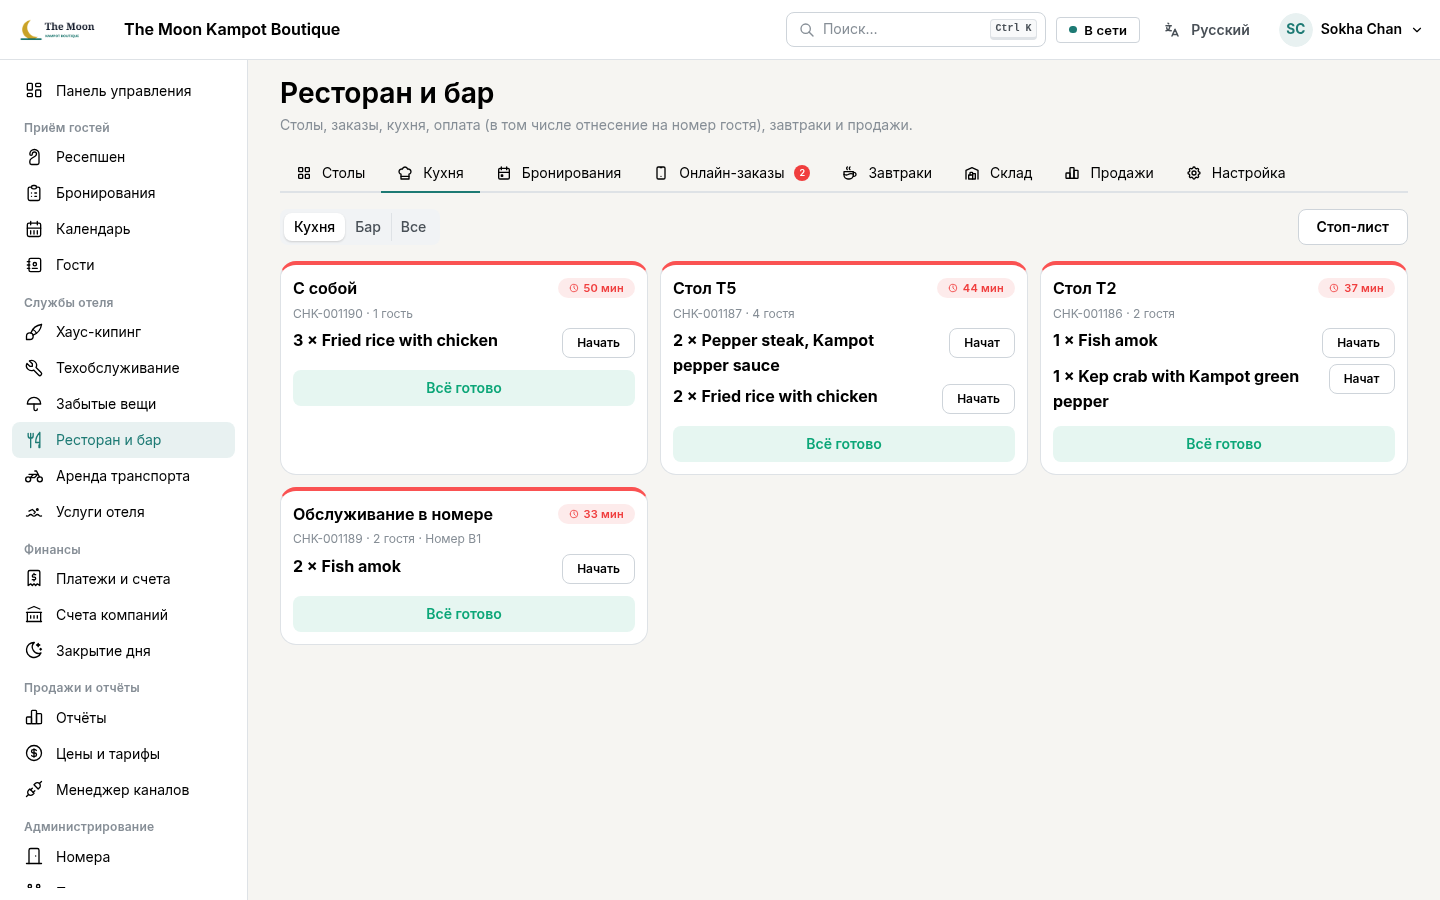 The Moon
KAMPOT BOUTIQUE
The Moon Kampot Boutique
Поиск...
Ctrl K
В сети
Русский
SC
Sokha Chan
Панель управления
Приём гостей
Ресепшен
Бронирования
Календарь
Гости
Службы отеля
Хаус-кипинг
Техобслуживание
Забытые вещи
Ресторан и бар
Аренда транспорта
Услуги отеля
Финансы
Платежи и счета
Счета компаний
Закрытие дня
Продажи и отчёты
Отчёты
Цены и тарифы
Менеджер каналов
Администрирование
Номера
Ресторан и бар
Столы, заказы, кухня, оплата (в том числе отнесение на номер гостя), завтраки и продажи.
Столы
Кухня
Бронирования
Онлайн-заказы 2
Завтраки
Склад
Продажи
Настройка
Кухня
Бар
Все
Стоп-лист
С собой
50 мин
CHK-001190 · 1 гость
3 × Fried rice with chicken
Начать
Всё готово
Стол T5
44 мин
CHK-001187 · 4 гостя
2 × Pepper steak, Kampot
pepper sauce
Начат
2 × Fried rice with chicken
Начать
Всё готово
Стол T2
37 мин
CHK-001186 · 2 гостя
1 × Fish amok
Начать
1 × Kep crab with Kampot green
pepper
Начат
Всё готово
Обслуживание в номере
33 мин
CHK-001189 · 2 гостя · Номер B1
2 × Fish amok
Начать
Всё готово